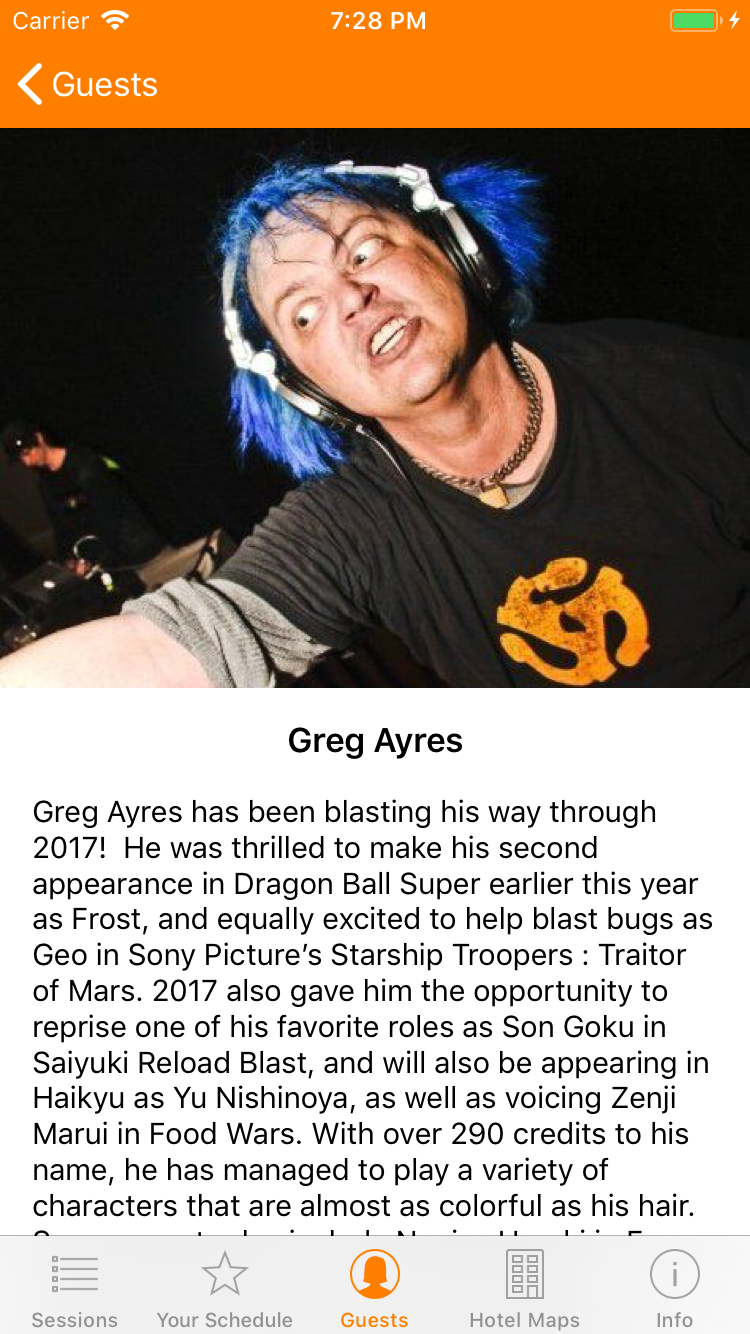 Carrier 7:28 PM
Guests
Greg Ayres
Greg Ayres has been blasting his way through
2017!  He was thrilled to make his second
appearance in Dragon Ball Super earlier this year
as Frost, and equally excited to help blast bugs as
Geo in Sony Picture’s Starship Troopers : Traitor
of Mars. 2017 also gave him the opportunity to
reprise one of his favorite roles as Son Goku in
Saiyuki Reload Blast, and will also be appearing in
Haikyu as Yu Nishinoya, as well as voicing Zenji
Marui in Food Wars. With over 290 credits to his
name, he has managed to play a variety of
characters that are almost as colorful as his hair.
Sessions Your Schedule Guests Hotel Maps Info